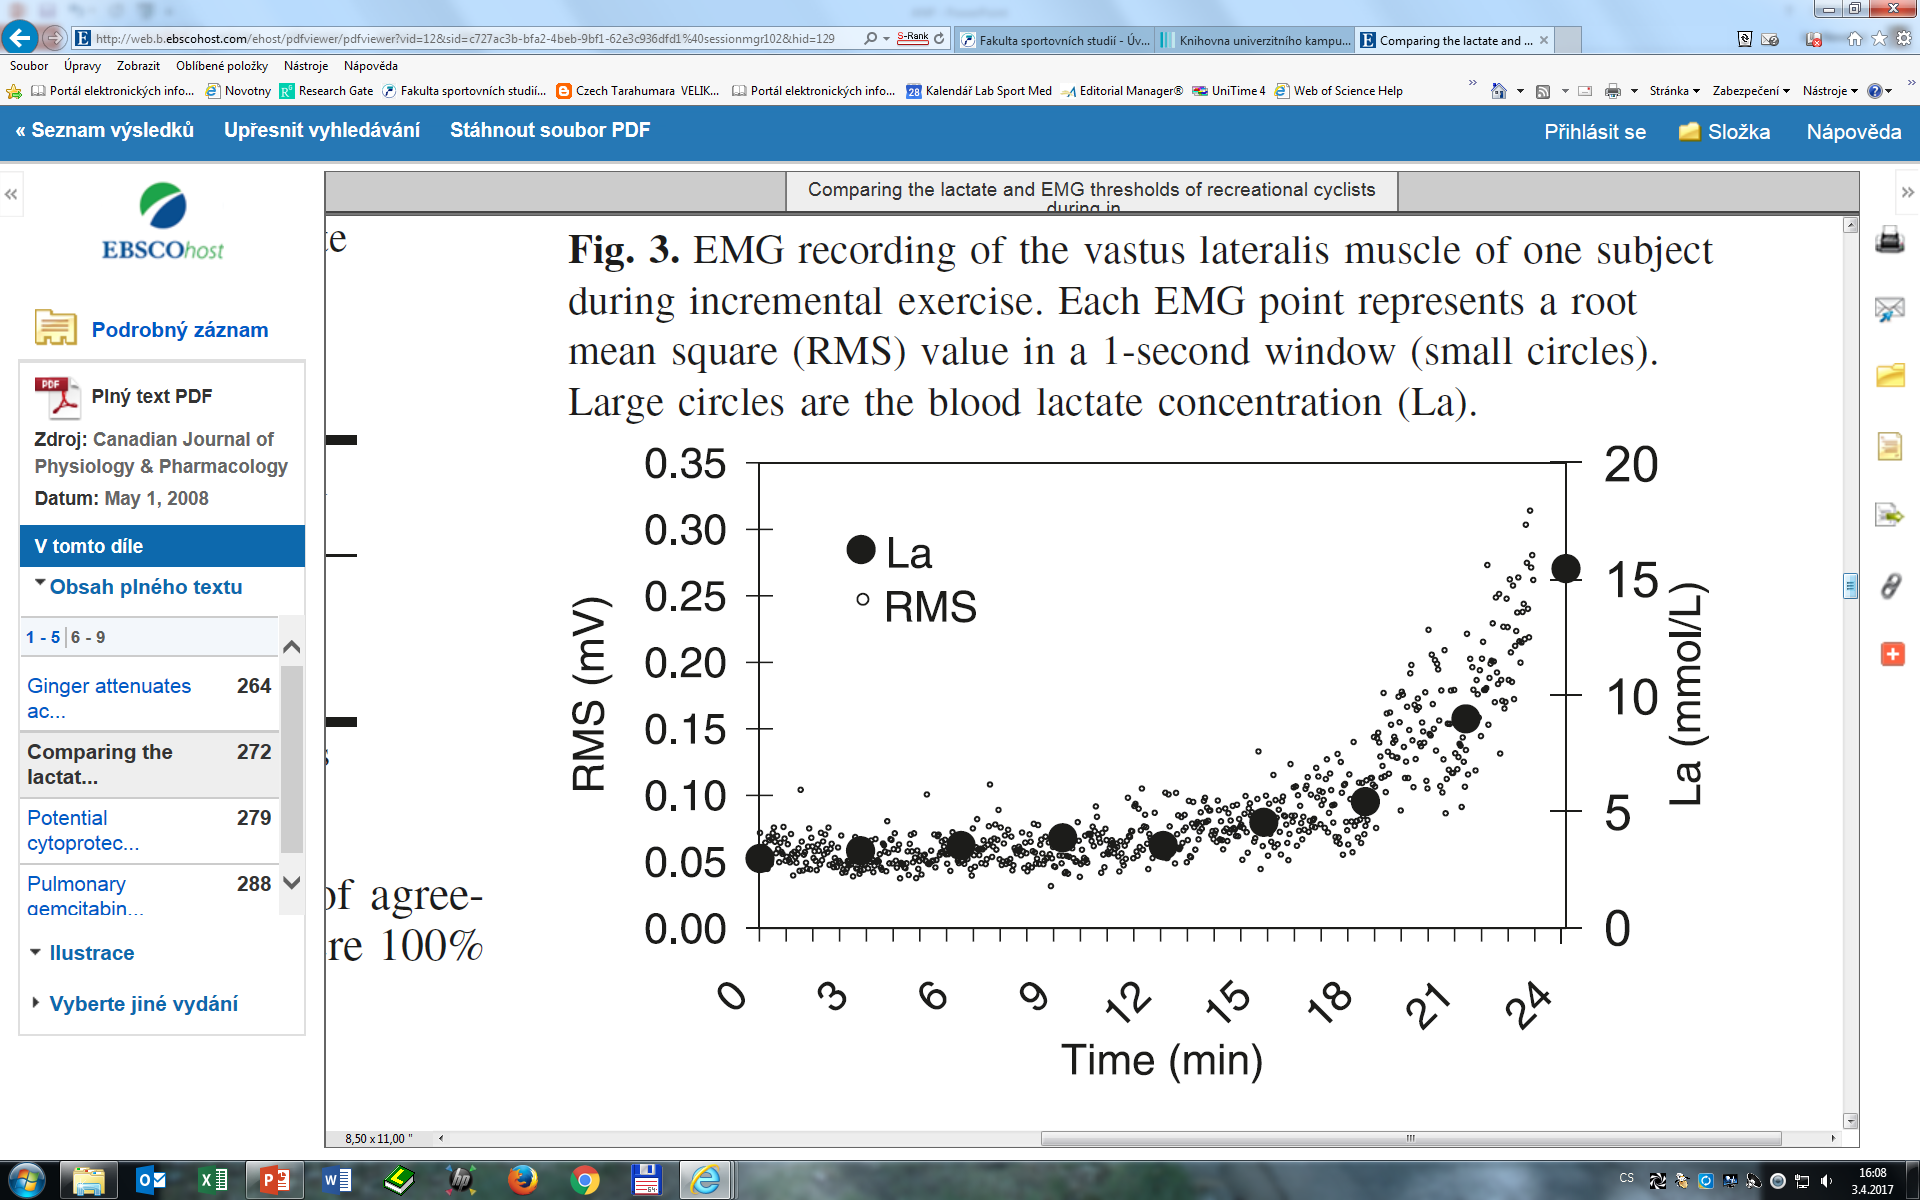 http://web.b.ebscohost.com/ehost/pdfviewer/pdfviewer?vid=12&sid=c727ac3b-bfa2-4beb-9bf1-62e3c936dfd1%40sessionmgr102&hid=129
S-Rank
Fakulta sportovních studií - Úv...
Knihovna univerzitního kampu...
Comparing the lactate and ...
Soubor Úpravy Zobrazit Oblíbené položky Nástroje Nápověda
Portál elektronických info... Novotny Research Gate Fakulta sportovních studií... Czech Tarahumara VELIK... Portál elektronických info... Kalendář Lab Sport Med Editorial Manager® UniTime 4 Web of Science Help
Stránka Zabezpečení Nástroje
« Seznam výsledků Upřesnit vyhledávání Stáhnout soubor PDF
Přihlásit se Složka Nápověda
EBSCOhost
Podrobný záznam
PDF
Plný text PDF
Zdroj: Canadian Journal of
Physiology & Pharmacology
Datum: May 1, 2008
V tomto díle
Obsah plného textu
1 - 5 | 6 - 9
Ginger attenuates 264
ac...
Comparing the 272
lactat...
Potential 279
cytoprotec...
Pulmonary 288
gemcitabin...
Ilustrace
Vyberte jiné vydání
Comparing the lactate and EMG thresholds of recreational cyclists
during in
te
of agree-
re 100%
Fig. 3. EMG recording of the vastus lateralis muscle of one subject
during incremental exercise. Each EMG point represents a root
mean square (RMS) value in a 1-second window (small circles).
Large circles are the blood lactate concentration (La).
0.35
0.30
0.25
0.20
0.15
0.10
0.05
0.00
RMS (mV)
La
RMS
20
15
10
5
0
La (mmol/L)
0 3 6 9 12 15 18 21 24
Time (min)
8,50 x 11,00 "
CS
16:08
3.4.2017